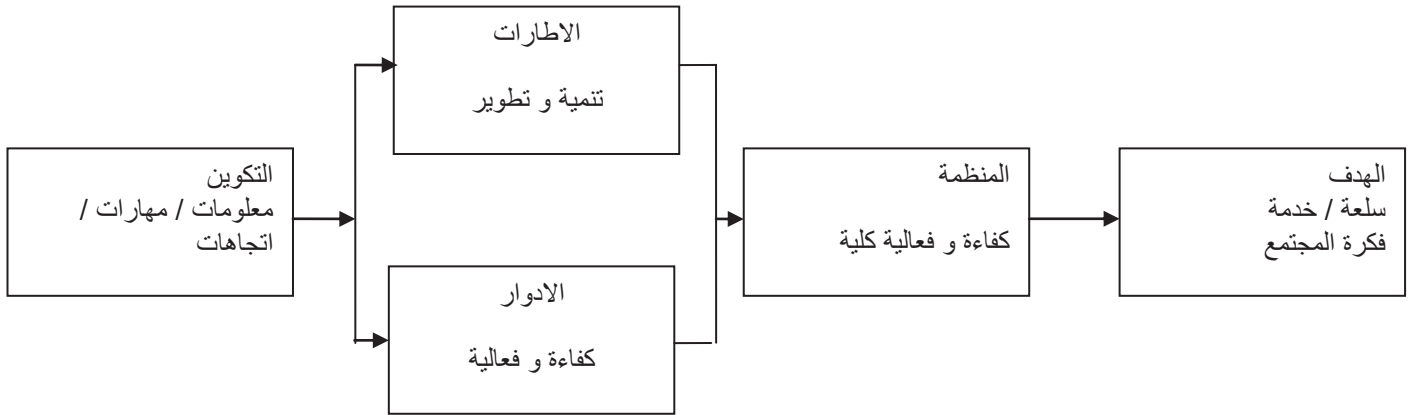 الاطارات
تنمية و تطوير
التكوين
معلومات / مهارات /
اتجاهات
المنظمة
كفاءة و فعالية كلية
الهدف
سلعة / خدمة
فكرة المجتمع
الادوار
كفاءة و فعالية